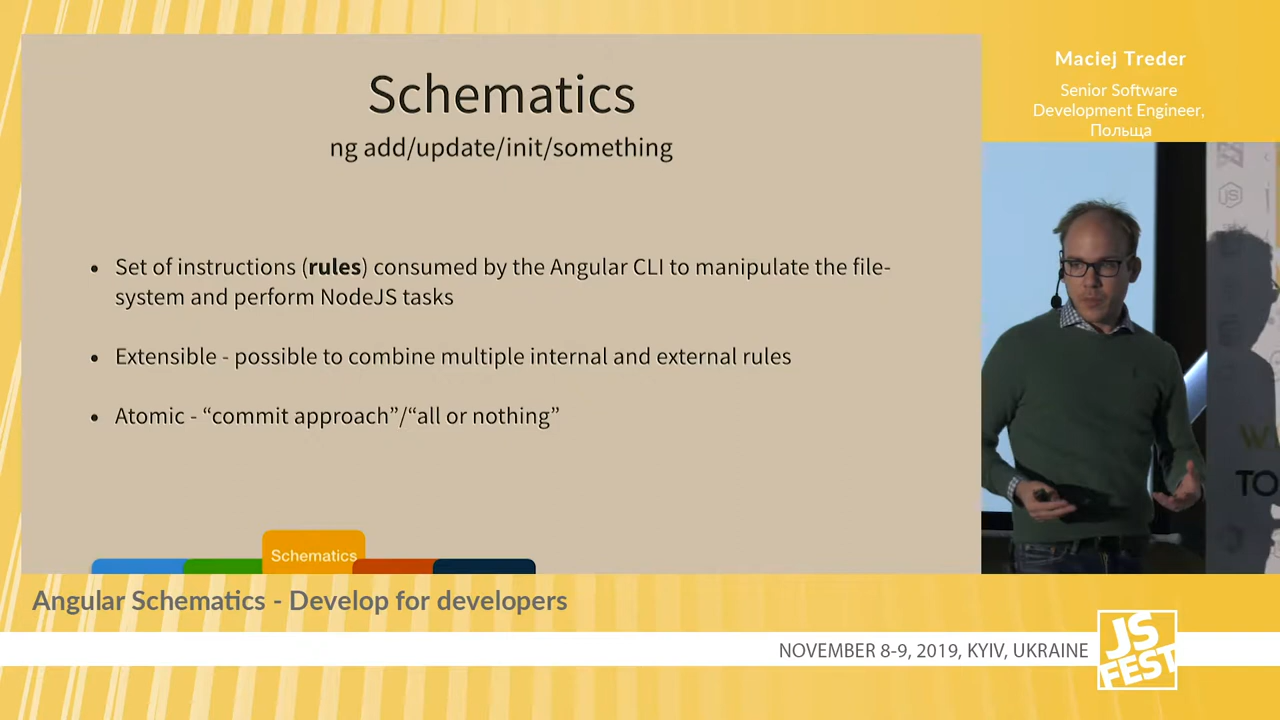 Schematics
ng add/update/init/something
• Set of instructions (rules) consumed by the Angular CLI to manipulate the file-
system and perform NodeJS tasks
• Extensible - possible to combine multiple internal and external rules
• Atomic - “commit approach”/“all or nothing”
Schematics
Maciej Treder
Senior Software
Development Engineer,
Польща
JS
TO
Angular Schematics - Develop for developers
NOVEMBER 8-9, 2019, KYIV, UKRAINE
JS
FEST